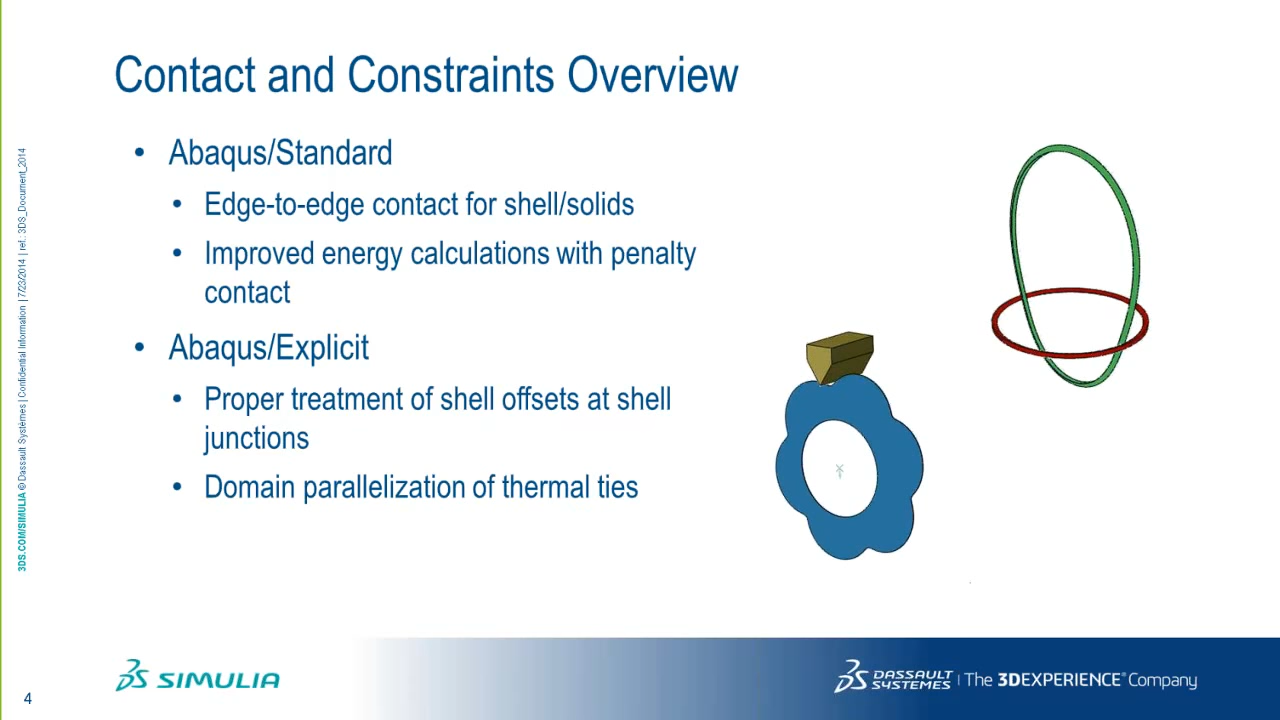 Contact and Constraints Overview
• Abaqus/Standard
• Edge-to-edge contact for shell/solids
• Improved energy calculations with penalty
contact
• Abaqus/Explicit
• Proper treatment of shell offsets at shell
junctions
• Domain parallelization of thermal ties
3DS.COM/SIMULIA © Dassault Systèmes | Confidential Information | 7/23/2014 | ref.: 3DS_Document_2014
4
3DS SIMULIA
3DS DASSAULT SYSTEMES | The 3DEXPERIENCE® Company